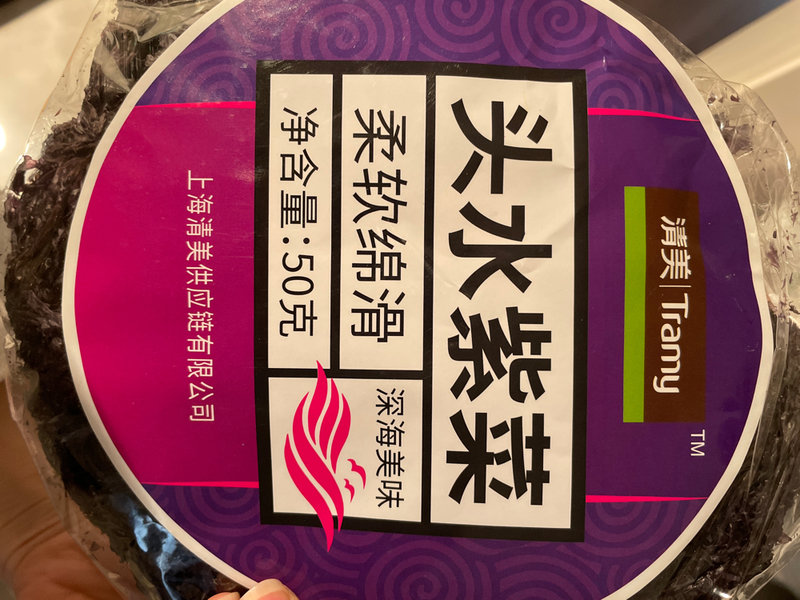 清美|Tramy TM
头水紫菜
柔软绵滑
深海美味
净含量:50克
上海清美供应链有限公司